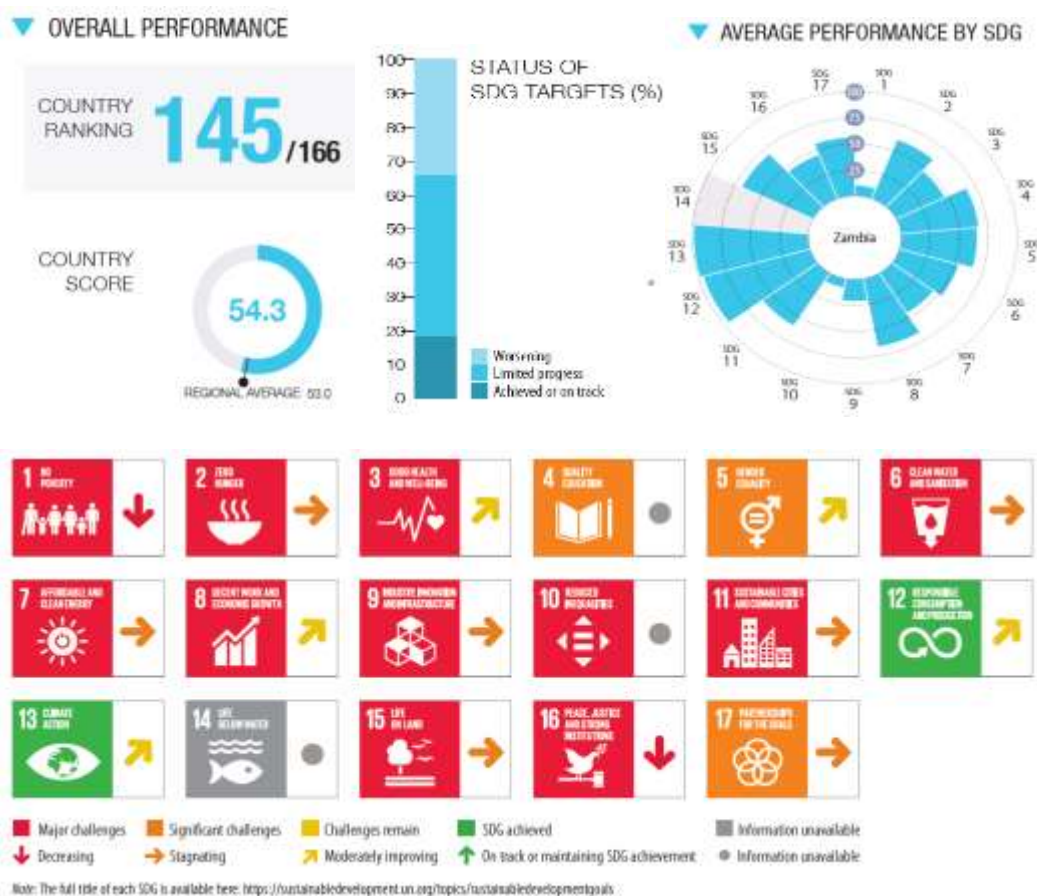 OVERALL PERFORMANCE
COUNTRY
RANKING
145/166
COUNTRY
SCORE
54.3
REGIONAL AVERAGE 53.0
STATUS OF
SDG TARGETS (%)
100
90
80
70
60
50
40
30
20
10
0
Worsening
Limited progress
Achieved or on track
AVERAGE PERFORMANCE BY SDG
SDG 1
SDG 2
SDG 3
SDG 4
SDG 5
SDG 6
SDG 7
SDG 8
SDG 9
SDG 10
SDG 11
SDG 12
SDG 13
SDG 14
SDG 15
SDG 16
SDG 17
100
75
50
25
Zambia
1 NO
POVERTY
2 ZERO
HUNGER
3 GOOD HEALTH
AND WELL-BEING
4 QUALITY
EDUCATION
5 GENDER
EQUALITY
6 CLEAN WATER
AND SANITATION
7 AFFORDABLE AND
CLEAN ENERGY
8 DECENT WORK AND
ECONOMIC GROWTH
9 INDUSTRY, INNOVATION
AND INFRASTRUCTURE
10 REDUCED
INEQUALITIES
11 SUSTAINABLE CITIES
AND COMMUNITIES
12 RESPONSIBLE
CONSUMPTION
AND PRODUCTION
13 CLIMATE
ACTION
14 LIFE
BELOW WATER
15 LIFE
ON LAND
16 PEACE, JUSTICE
AND STRONG
INSTITUTIONS
17 PARTNERSHIPS
FOR THE GOALS
Major challenges
Significant challenges
Challenges remain
SDG achieved
Information unavailable
Decreasing
Stagnating
Moderately improving
On track or maintaining SDG achievement
Information unavailable
Note: The full title of each SDG is available here: https://sustainabledevelopment.un.org/topics/sustainabledevelopmentgoals